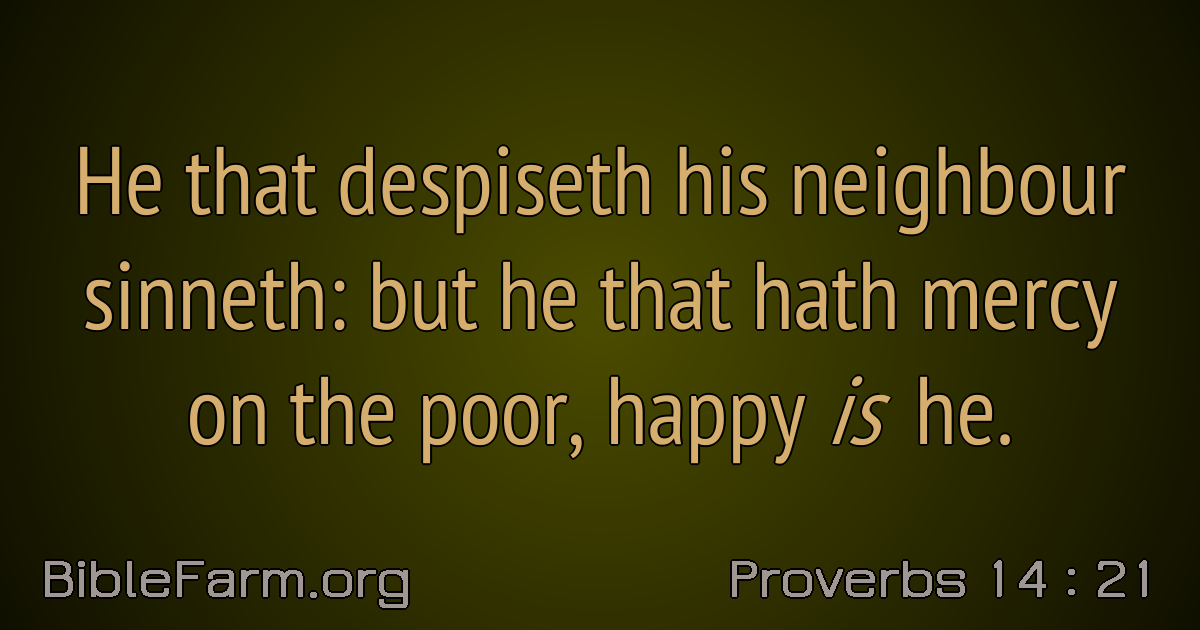 He that despiseth his neighbour
sinneth: but he that hath mercy
on the poor, happy is he.
BibleFarm.org
Proverbs 14 : 21